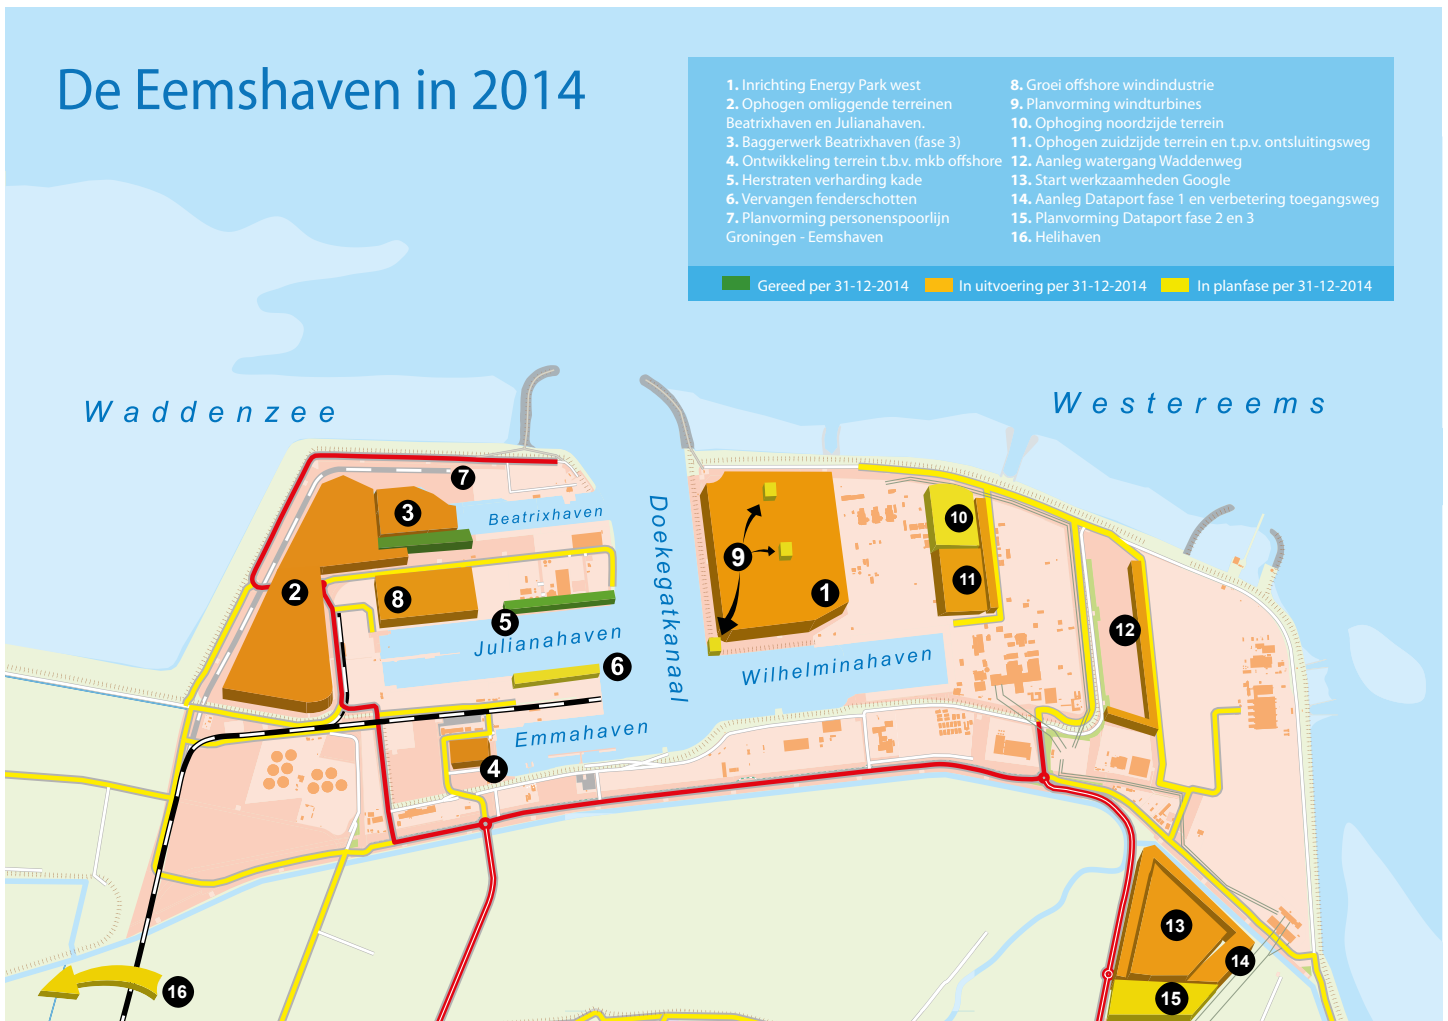 De Eemshaven in 2014
1. Inrichting Energy Park west
2. Ophogen omliggende terreinen
Beatrixhaven en Julianahaven.
3. Baggerwerk Beatrixhaven (fase 3)
4. Ontwikkeling terrein t.b.v. mkb offshore
5. Herstraten verharding kade
6. Vervangen fenderschotten
7. Planvorming personenspoorlijn
Groningen - Eemshaven
8. Groei offshore windindustrie
9. Planvorming windturbines
10. Ophoging noordzijde terrein
11. Ophogen zuidzijde terrein en t.p.v. ontsluitingsweg
12. Aanleg watergang Waddenweg
13. Start werkzaamheden Google
14. Aanleg Dataport fase 1 en verbetering toegangsweg
15. Planvorming Dataport fase 2 en 3
16. Helihaven
Gereed per 31-12-2014
In uitvoering per 31-12-2014
In planfase per 31-12-2014
Waddenzee
Westereems
7
3
Beatrixhaven
Doekegatkanaal
10
9
11
2
8
1
5
Julianahaven
12
6
Wilhelminahaven
Emmahaven
4
13
14
16
15